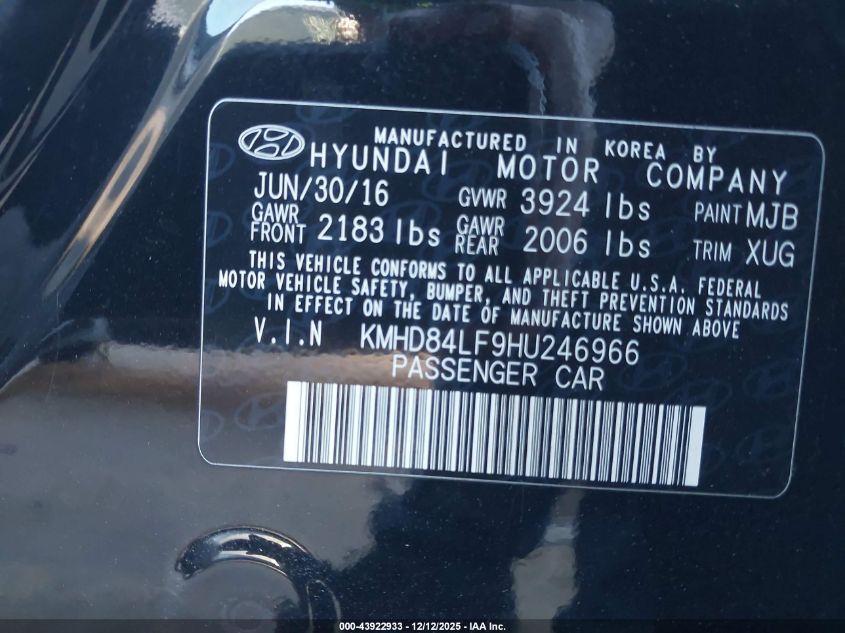 MANUFACTURED IN KOREA BY
HYUNDAI MOTOR COMPANY
JUN/30/16 GVWR 3924 lbs PAINT MJB
GAWR FRONT 2183 lbs GAWR REAR 2006 lbs TRIM XUG
THIS VEHICLE CONFORMS TO ALL APPLICABLE U.S.A. FEDERAL
MOTOR VEHICLE SAFETY, BUMPER, AND THEFT PREVENTION STANDARDS
IN EFFECT ON THE DATE OF MANUFACTURE SHOWN ABOVE
V.I.N KMHD84LF9HU246966
PASSENGER CAR
000-43922933 - 12/12/2025 - IAA Inc.